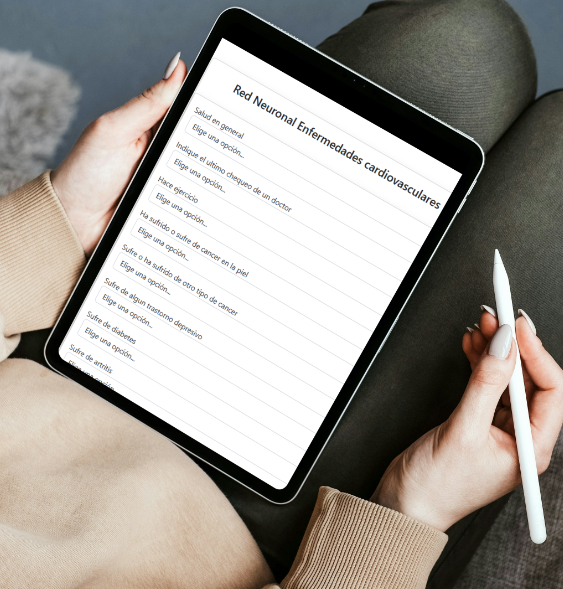 Red Neuronal Enfermedades cardiovasculares
Salud en general
Elige una opción...
Indique el ultimo chequeo de un doctor
Elige una opción...
Hace ejercicio
Elige una opción...
Ha sufrido o sufre de cancer en la piel
Elige una opción...
Sufre o ha sufrido de otro tipo de cancer
Elige una opción...
Sufre de algun trastorno depresivo
Elige una opción...
Sufre de diabetes
Elige una opción...
Sufre de artritis
Elige una opción...